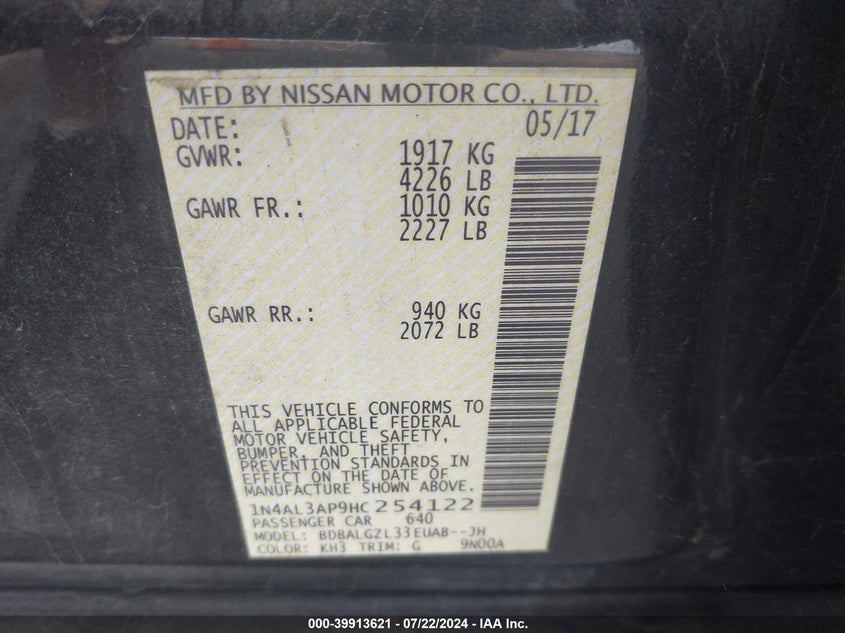 MFD BY NISSAN MOTOR CO., LTD.
DATE: 05/17
GVWR: 1917 KG
4226 LB
GAWR FR.: 1010 KG
2227 LB
GAWR RR.: 940 KG
2072 LB
THIS VEHICLE CONFORMS TO
ALL APPLICABLE FEDERAL
MOTOR VEHICLE SAFETY,
BUMPER, AND THEFT
PREVENTION STANDARDS IN
EFFECT ON THE DATE OF
MANUFACTURE SHOWN ABOVE.
1N4AL3AP9HC254122
PASSENGER CAR 640
MODEL: BDBALGZL33EUAB--JH
COLOR: KH3 TRIM: G 9N00A
000-39913621 - 07/22/2024 - IAA Inc.